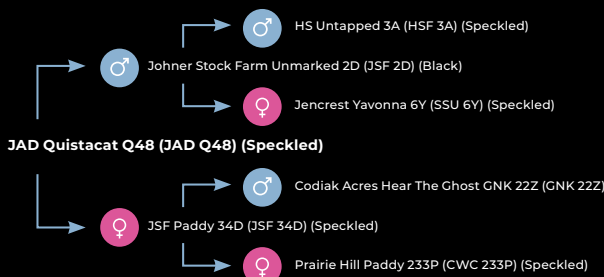 HS Untapped 3A (HSF 3A) (Speckled)
Johner Stock Farm Unmarked 2D (JSF 2D) (Black)
Jencrest Yavonna 6Y (SSU 6Y) (Speckled)
JAD Quistacat Q48 (JAD Q48) (Speckled)
Codiak Acres Hear The Ghost GNK 22Z (GNK 22Z)
JSF Paddy 34D (JSF 34D) (Speckled)
Prairie Hill Paddy 233P (CWC 233P) (Speckled)